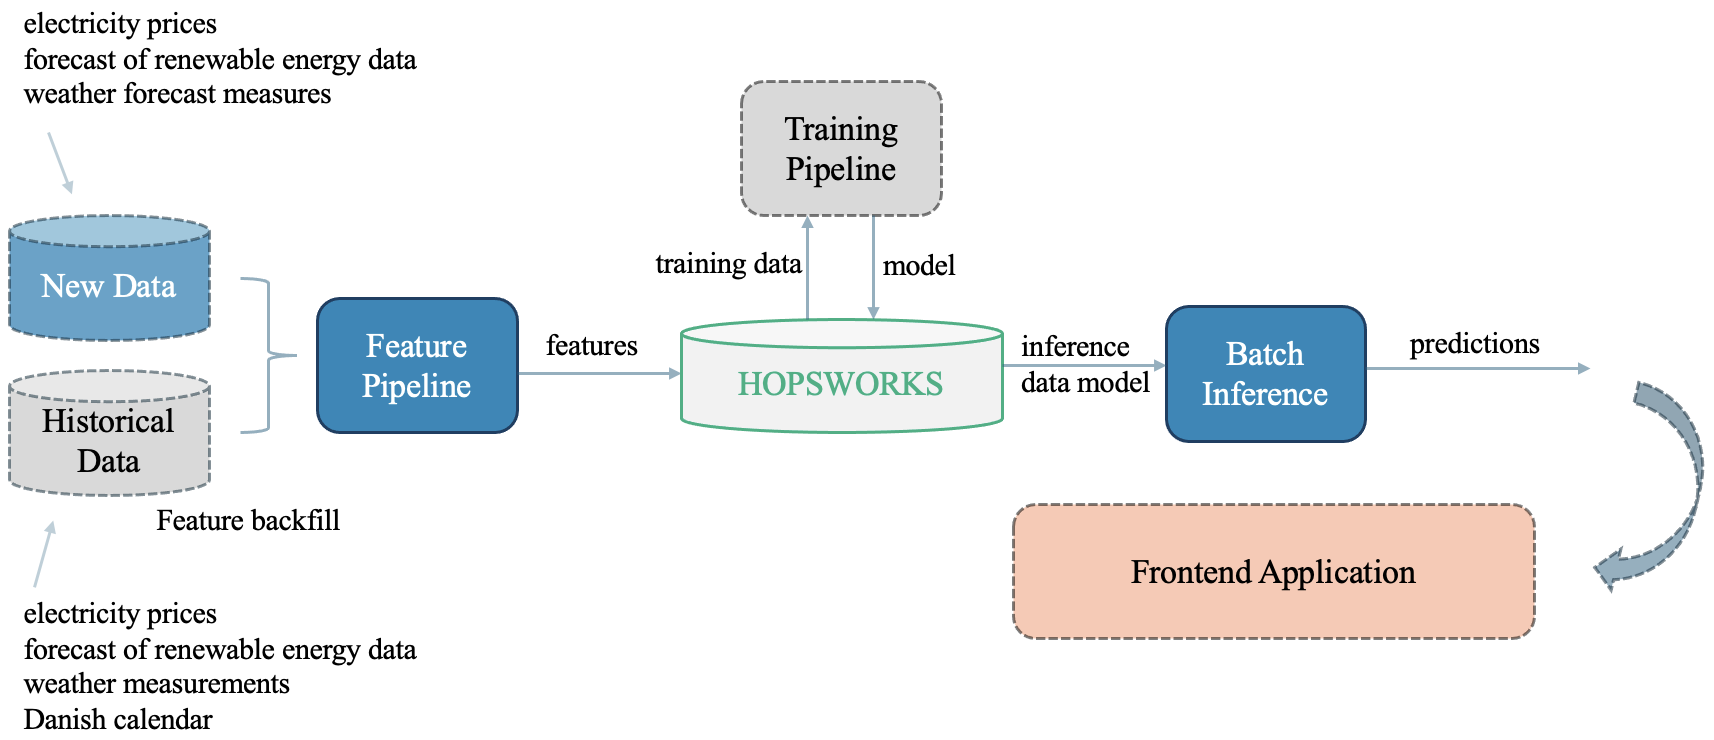 electricity prices
forecast of renewable energy data
weather forecast measures
New Data
Historical
Data
Feature backfill
electricity prices
forecast of renewable energy data
weather measurements
Danish calendar
Feature
Pipeline
features
Training
Pipeline
training data
model
HOPSWORKS
inference
data model
Batch
Inference
predictions
Frontend Application